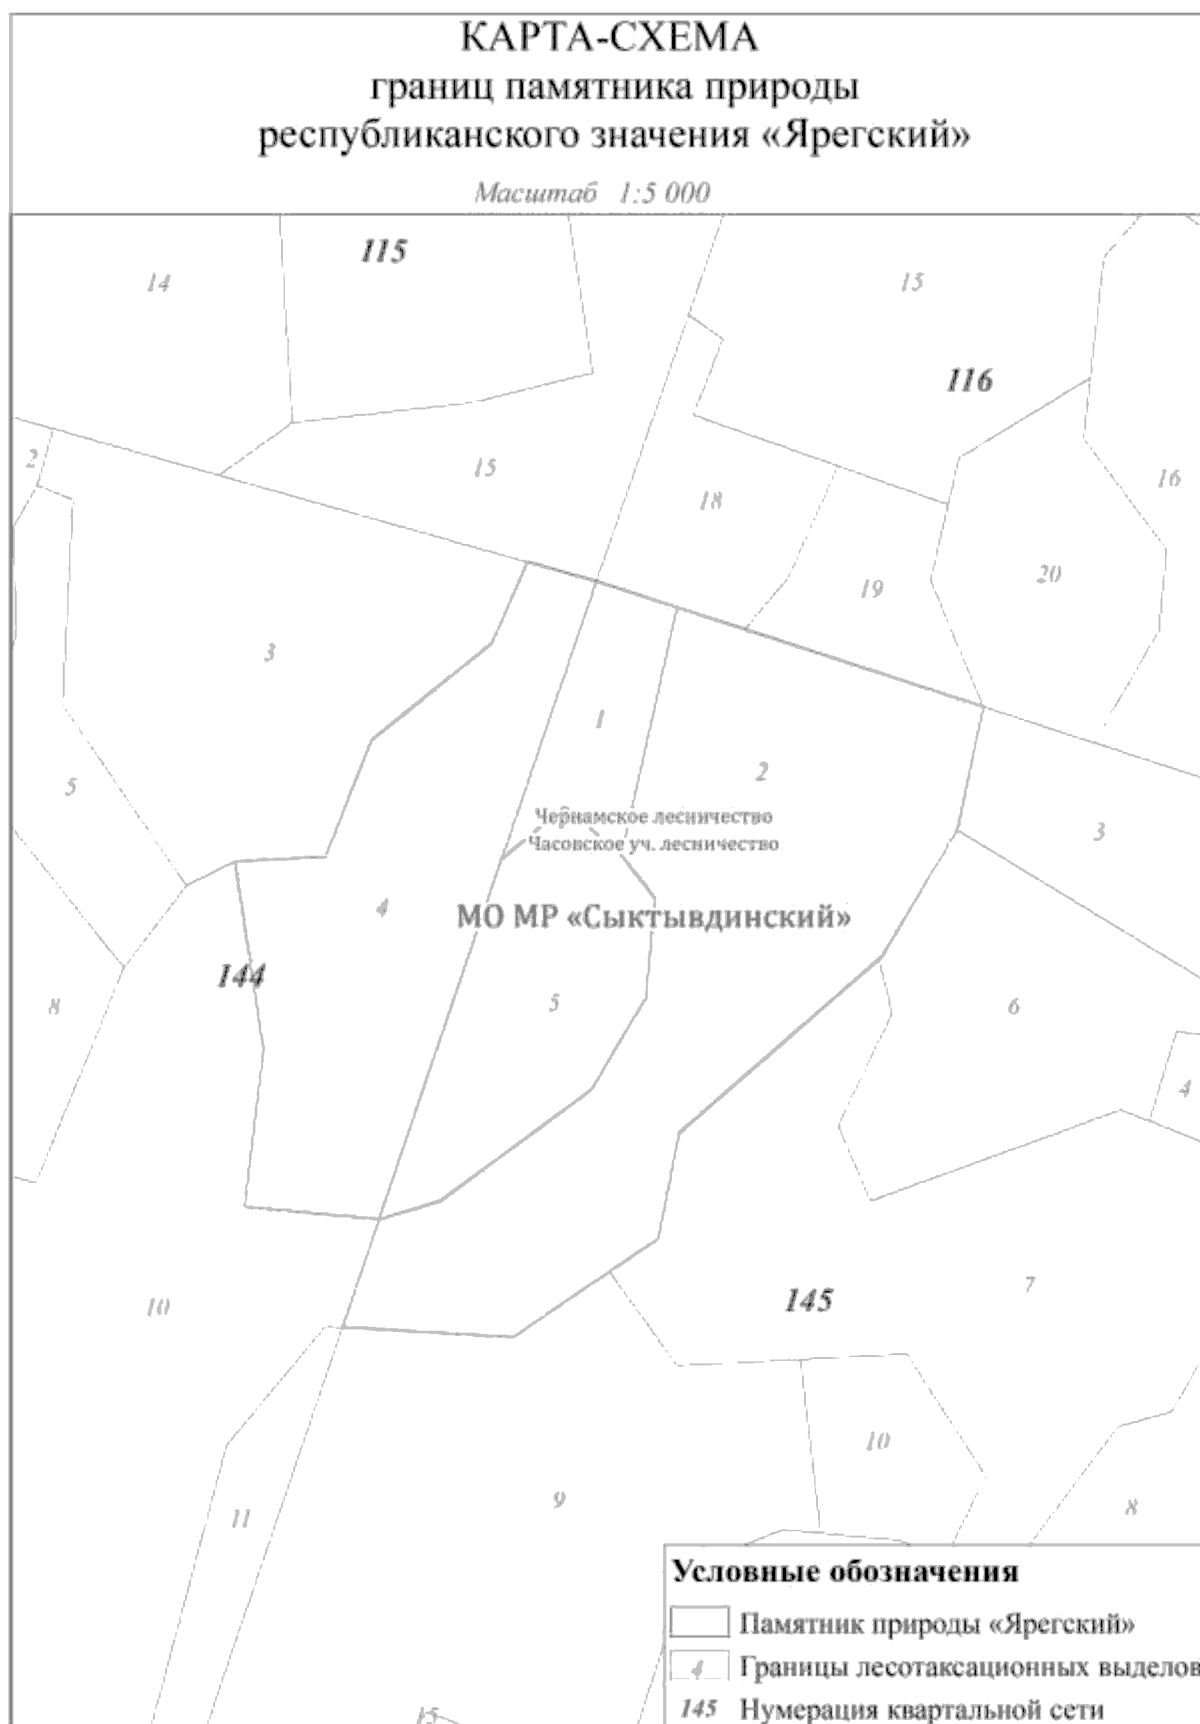 КАРТА-СХЕМА
границ памятника природы
республиканского значения «Ярегский»
Масштаб 1:5 000
115
14
15
116
2
15
18
16
20
19
3
1
2
5
Чернамское лесничество
3
Часовское уч. лесничество
4
МО МР «Сыктывдинский»
144
8
5
6
4
10
145
7
10
11
9
8
Условные обозначения
Памятник природы «Ярегский»
4 Границы лесотаксационных выделов
145 Нумерация квартальной сети
15